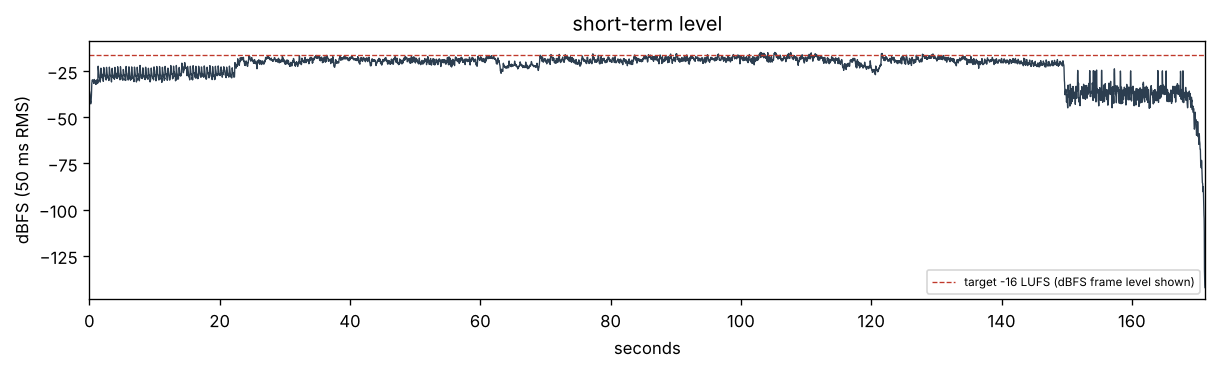 short-term level
dBFS (50 ms RMS)
−25
−50
−75
−100
−125
target -16 LUFS (dBFS frame level shown)
0 20 40 60 80 100 120 140 160
seconds